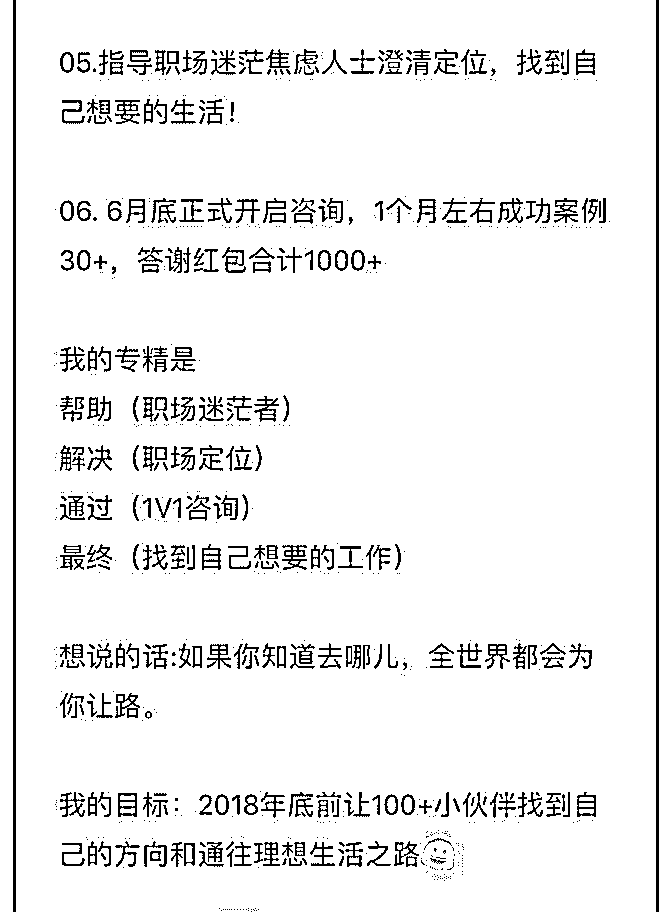 05.指导职场迷茫焦虑人士澄清定位，找到自
己想要的生活！
06. 6月底正式开启咨询，1个月左右成功案例
30+，答谢红包合计1000+
我的专精是
帮助（职场迷茫者）
解决（职场定位）
通过（1V1咨询）
最终（找到自己想要的工作）
想说的话:如果你知道去哪儿，全世界都会为
你让路。
我的目标：2018年底前让100+小伙伴找到自
己的方向和通往理想生活之路